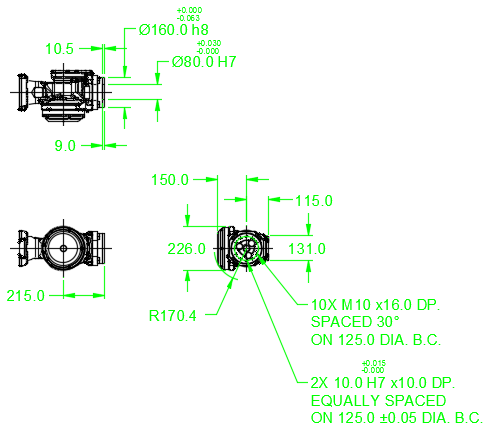 +0.000
-0.063
Ø160.0 h8
10.5
+0.030
-0.000
Ø80.0 H7
9.0
150.0
115.0
226.0
131.0
215.0
R170.4
10X M10 x16.0 DP.
SPACED 30°
ON 125.0 DIA. B.C.
+0.015
-0.000
2X 10.0 H7 x10.0 DP.
EQUALLY SPACED
ON 125.0 ±0.05 DIA. B.C.